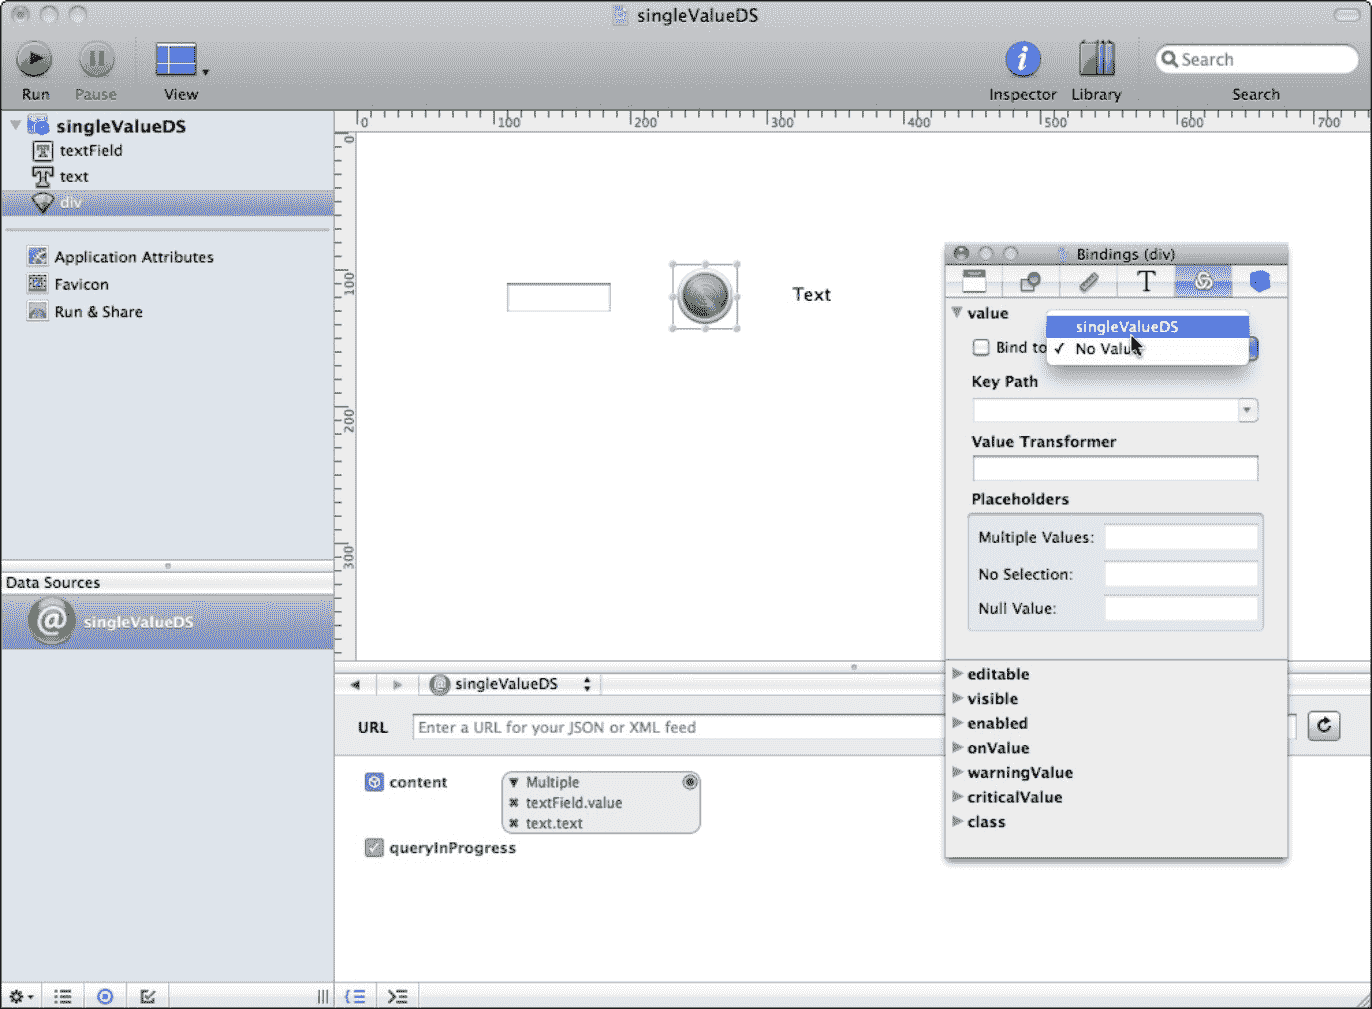 singleValueDS
Run
Pause
View
Inspector
Library
Search
Search
singleValueDS
textField
text
div
Application Attributes
Favicon
Run & Share
Data Sources
@ singleValueDS
0 100 200 300 400 500 600 700
0
100
200
300
Text
Bindings (div)
T
value
singleValueDS
Bind to
✓ No Value
Key Path
Value Transformer
Placeholders
Multiple Values:
No Selection:
Null Value:
editable
visible
enabled
onValue
warningValue
criticalValue
class
@ singleValueDS
URL
Enter a URL for your JSON or XML feed
content
Multiple
textField.value
text.text
queryInProgress